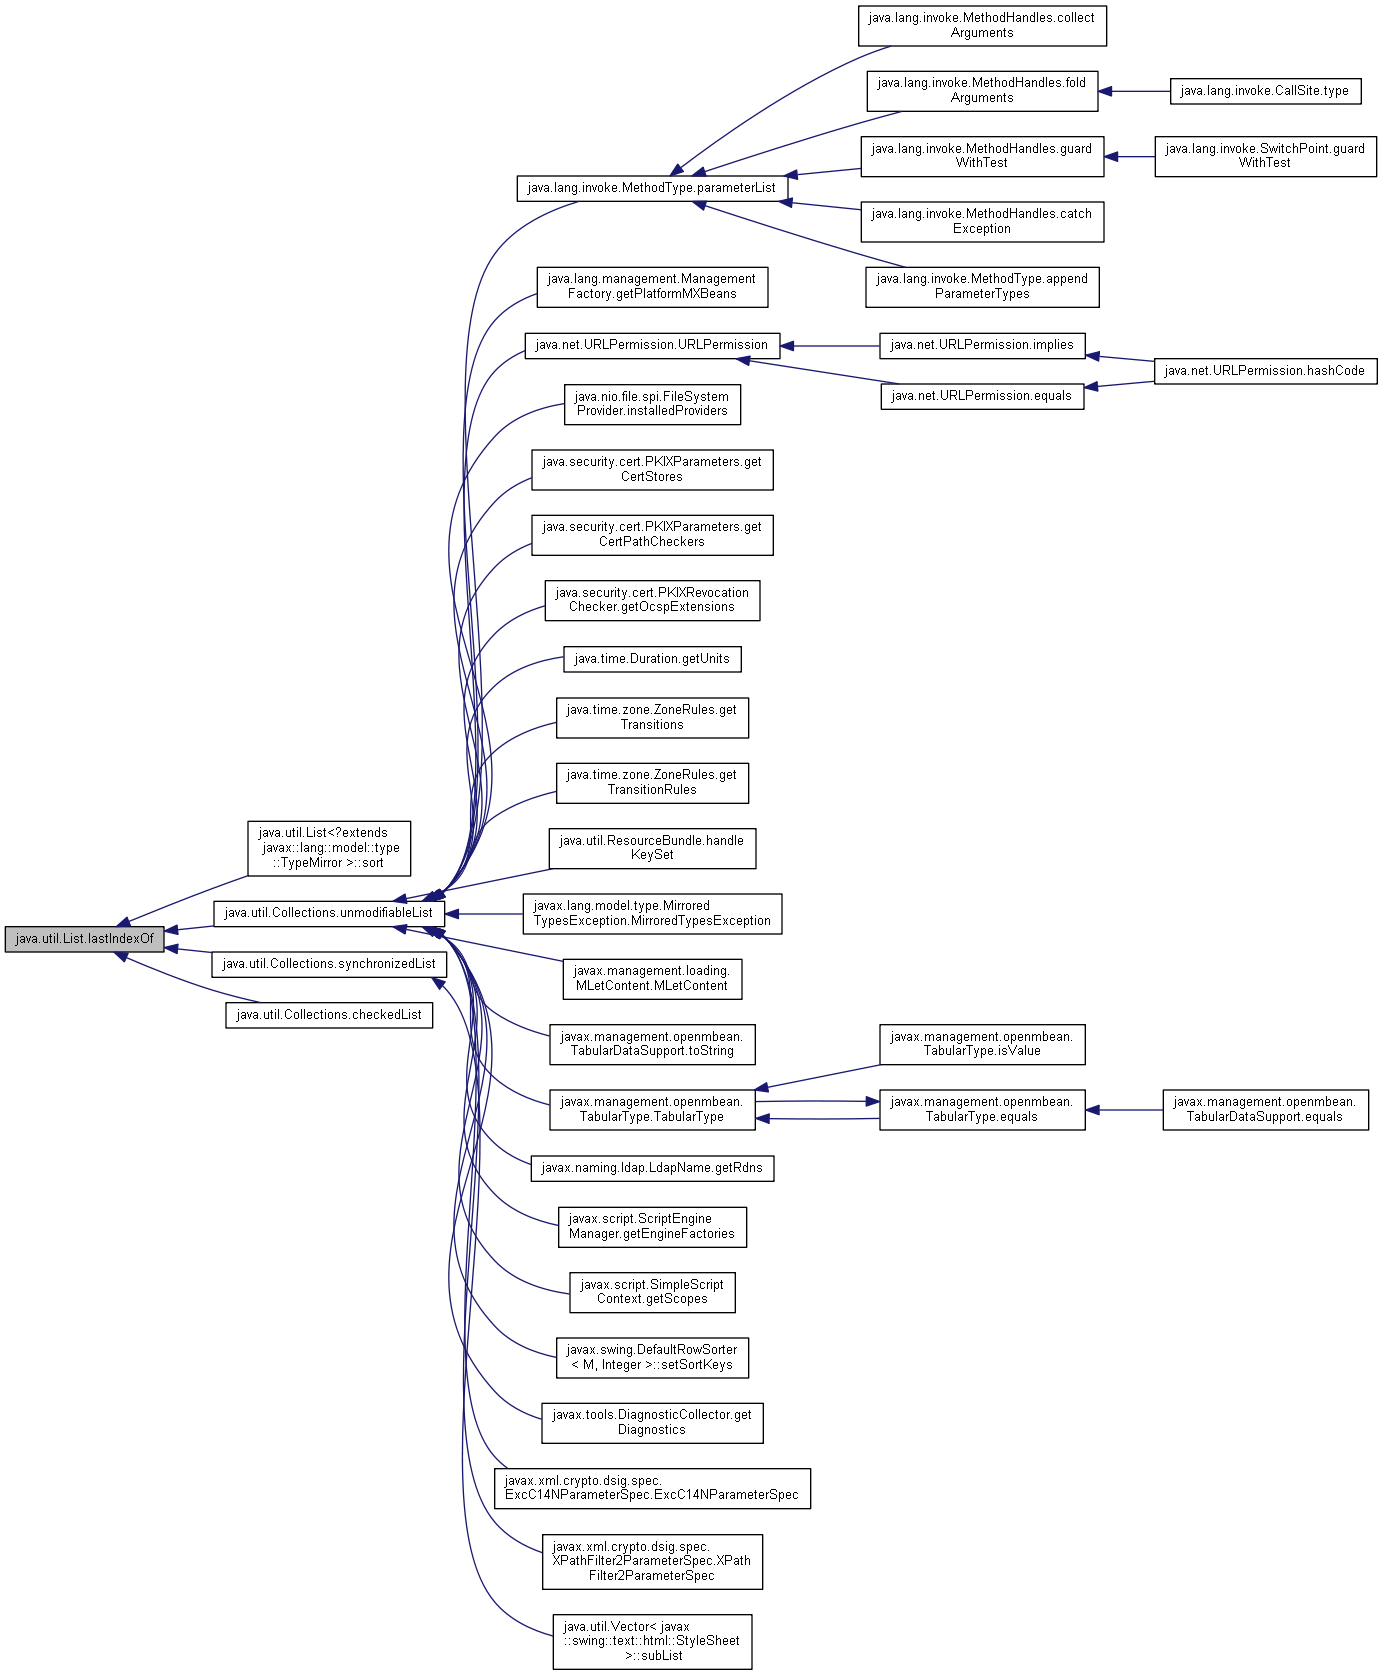 java.lang.invoke.MethodHandles.collect
Arguments
java.lang.invoke.MethodHandles.fold
Arguments
java.lang.invoke.CallSite.type
java.lang.invoke.MethodHandles.guard
WithTest
java.lang.invoke.SwitchPoint.guard
WithTest
java.lang.invoke.MethodType.parameterList
java.lang.invoke.MethodHandles.catch
Exception
java.lang.invoke.MethodType.append
ParameterTypes
java.lang.management.Management
Factory.getPlatformMXBeans
java.net.URLPermission.URLPermission
java.net.URLPermission.implies
java.net.URLPermission.hashCode
java.net.URLPermission.equals
java.nio.file.spi.FileSystem
Provider.installedProviders
java.security.cert.PKIXParameters.get
CertStores
java.security.cert.PKIXParameters.get
CertPathCheckers
java.security.cert.PKIXRevocation
Checker.getOcspExtensions
java.time.Duration.getUnits
java.time.zone.ZoneRules.get
Transitions
java.time.zone.ZoneRules.get
TransitionRules
java.util.List<?extends
javax::lang::model::type
::TypeMirror >::sort
java.util.ResourceBundle.handle
KeySet
java.util.Collections.unmodifiableList
javax.lang.model.type.Mirrored
TypesException.MirroredTypesException
java.util.List.lastIndexOf
java.util.Collections.synchronizedList
javax.management.loading.
MLetContent.MLetContent
java.util.Collections.checkedList
javax.management.openmbean.
TabularDataSupport.toString
javax.management.openmbean.
TabularType.isValue
javax.management.openmbean.
TabularType.TabularType
javax.management.openmbean.
TabularType.equals
javax.management.openmbean.
TabularDataSupport.equals
javax.naming.ldap.LdapName.getRdns
javax.script.ScriptEngine
Manager.getEngineFactories
javax.script.SimpleScript
Context.getScopes
javax.swing.DefaultRowSorter
< M, Integer >::setSortKeys
javax.tools.DiagnosticCollector.get
Diagnostics
javax.xml.crypto.dsig.spec.
ExcC14NParameterSpec.ExcC14NParameterSpec
javax.xml.crypto.dsig.spec.
XPathFilter2ParameterSpec.XPath
Filter2ParameterSpec
java.util.Vector< javax
::swing::text::html::StyleSheet
>::subList